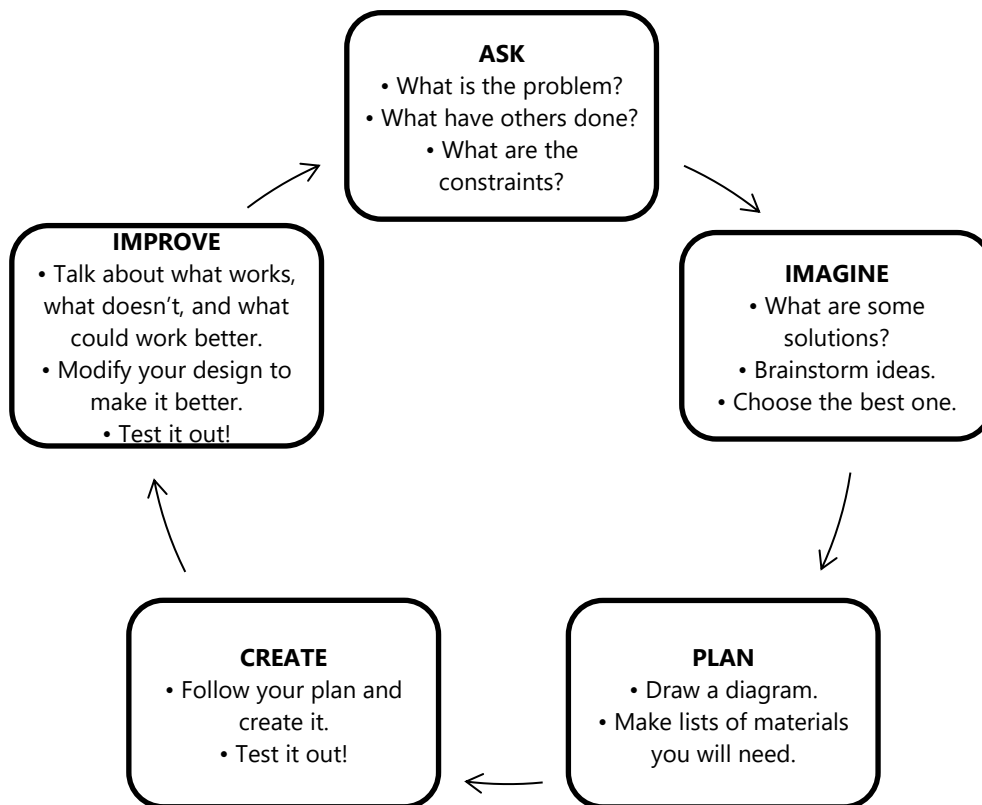 ASK
• What is the problem?
• What have others done?
• What are the
constraints?
IMAGINE
• What are some
solutions?
• Brainstorm ideas.
• Choose the best one.
PLAN
• Draw a diagram.
• Make lists of materials
you will need.
CREATE
• Follow your plan and
create it.
• Test it out!
IMPROVE
• Talk about what works,
what doesn’t, and what
could work better.
• Modify your design to
make it better.
• Test it out!